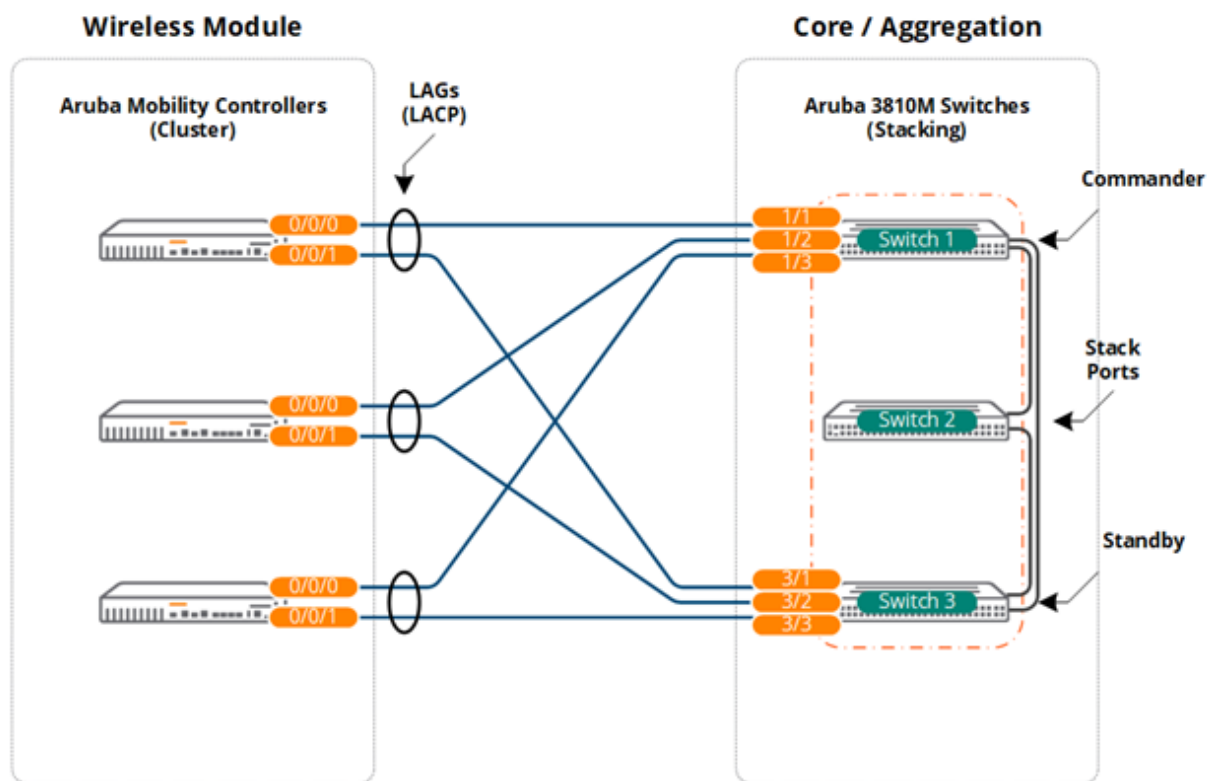 Wireless Module
Core / Aggregation
Aruba Mobility Controllers
(Cluster)
LAGs
(LACP)
Aruba 3810M Switches
(Stacking)
Commander
0/0/0
0/0/1
1/1
1/2
1/3
Switch 1
0/0/0
0/0/1
Switch 2
Stack
Ports
0/0/0
0/0/1
3/1
3/2
3/3
Switch 3
Standby